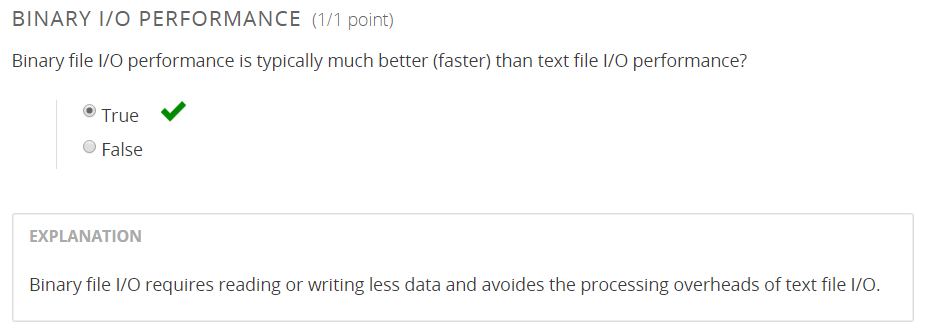 BINARY I/O PERFORMANCE (1/1 point)
Binary file I/O performance is typically much better (faster) than text file I/O performance?
True
False
EXPLANATION
Binary file I/O requires reading or writing less data and avoides the processing overheads of text file I/O.